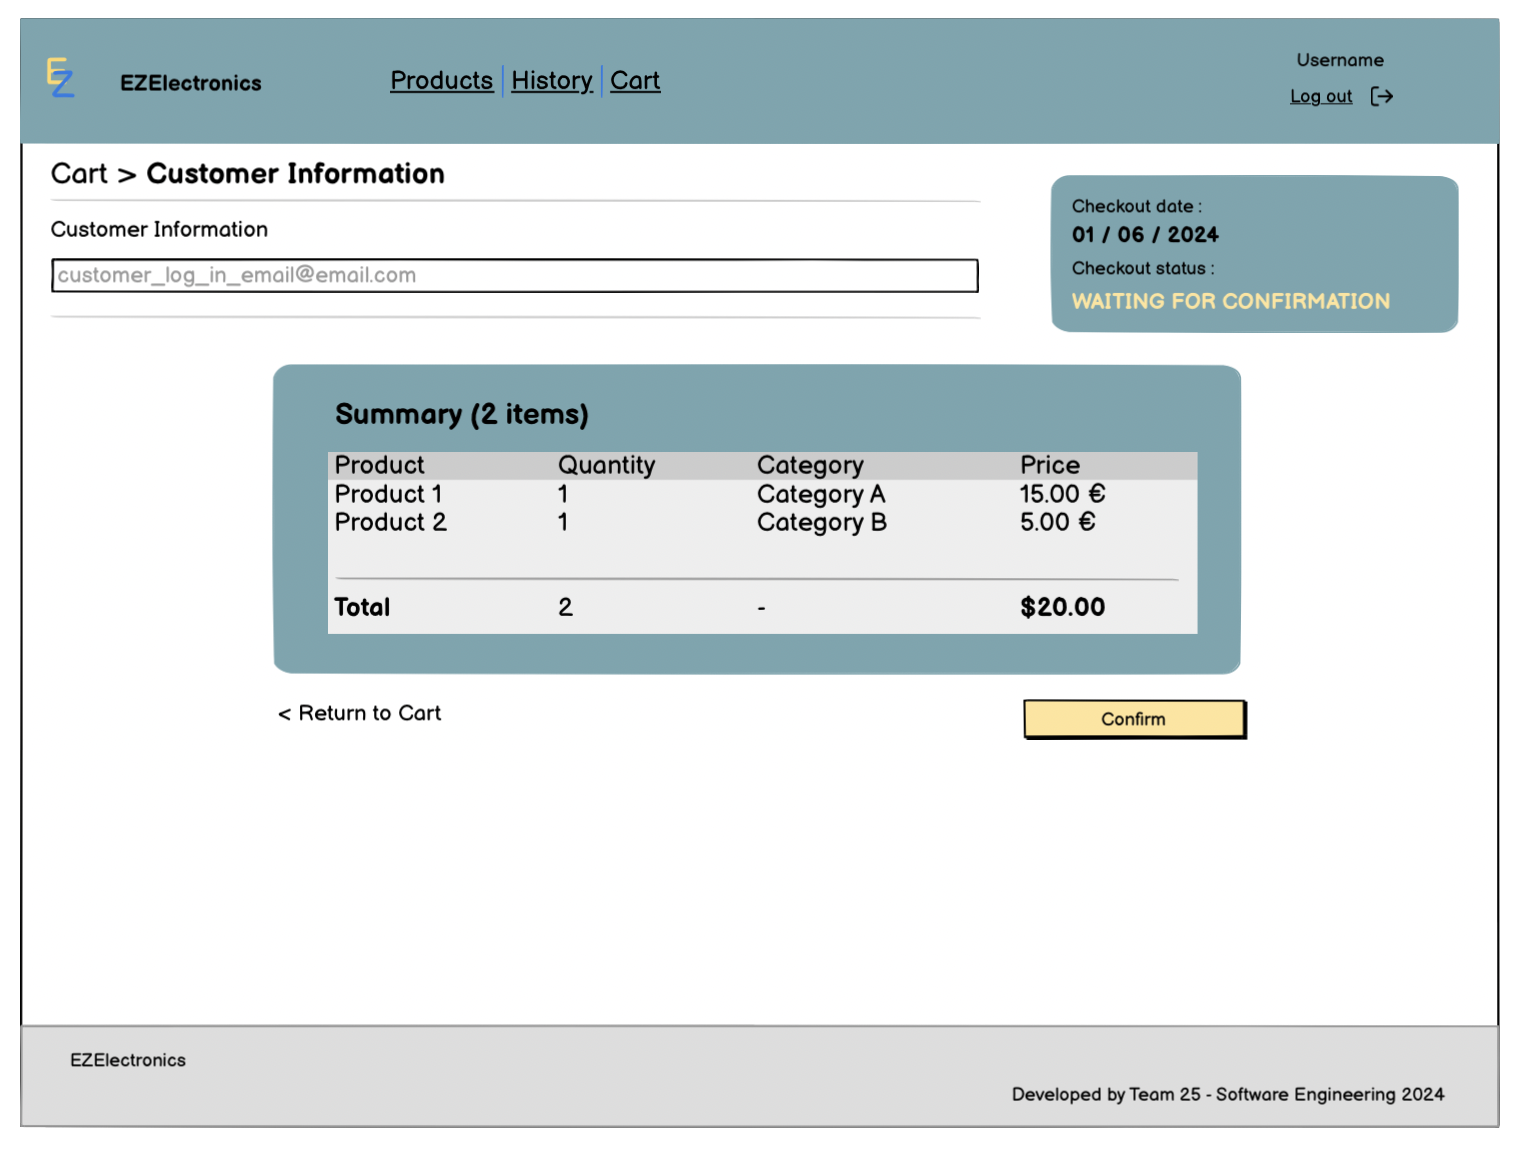 EZ
EZElectronics
Products History Cart
Username
Log out
Cart > Customer Information
Customer Information
customer_log_in_email@email.com
Checkout date :
01 / 06 / 2024
Checkout status :
WAITING FOR CONFIRMATION
Summary (2 items)
Product Quantity Category Price
Product 1 1 Category A 15.00 €
Product 2 1 Category B 5.00 €
Total 2 - $20.00
< Return to Cart
Confirm
EZElectronics
Developed by Team 25 - Software Engineering 2024